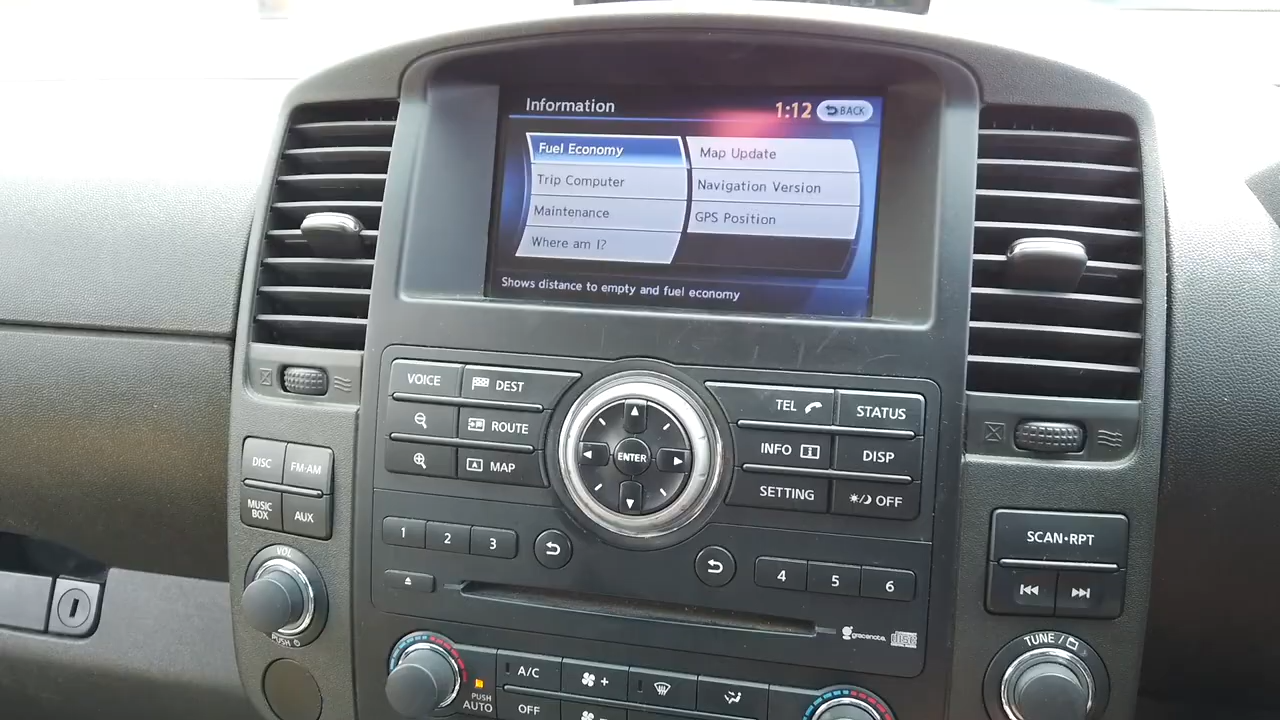 Information
1:12
BACK
Fuel Economy
Map Update
Trip Computer
Navigation Version
Maintenance
GPS Position
Where am I?
Shows distance to empty and fuel economy
VOICE
DEST
ROUTE
MAP
ENTER
TEL
STATUS
INFO
DISP
SETTING
OFF
DISC
FM·AM
MUSIC
BOX
AUX
1
2
3
4
5
6
SCAN·RPT
VOL
PUSH
gracenote
disc
TUNE /
A/C
PUSH
AUTO
OFF